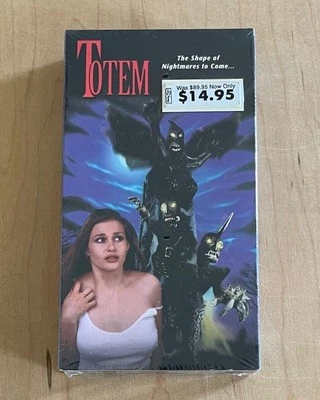 TOTEM
The Shape of
Nightmares to Come...
Was $89.95 Now Only
$14.95